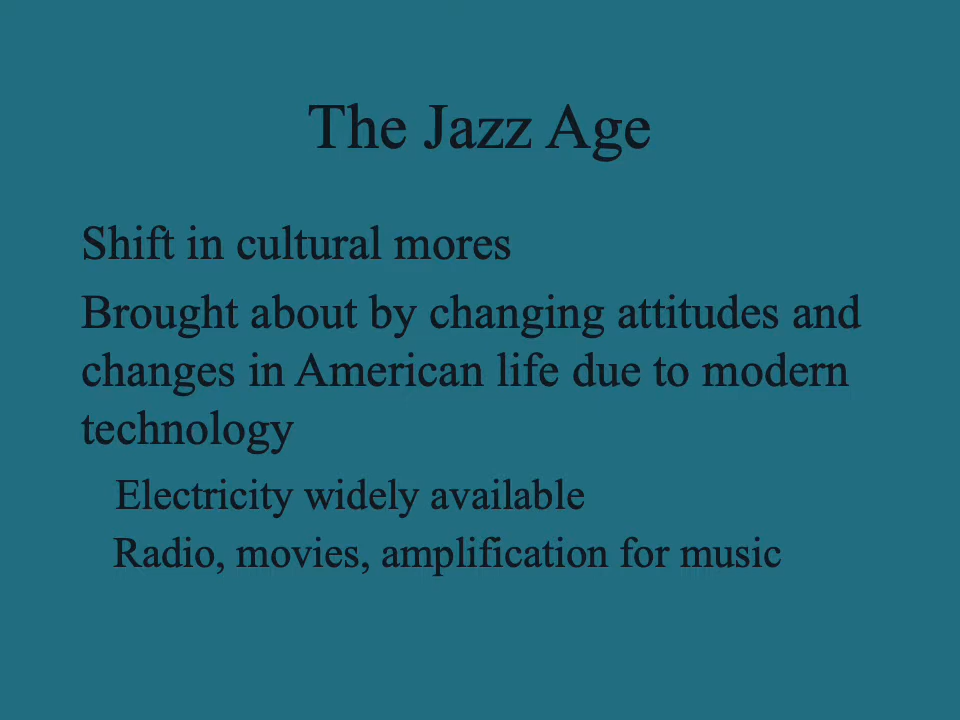 The Jazz Age
Shift in cultural mores
Brought about by changing attitudes and
changes in American life due to modern
technology
Electricity widely available
Radio, movies, amplification for music